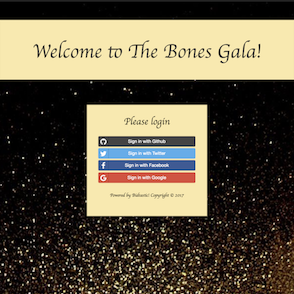 Welcome to The Bones Gala!
Please login
Sign in with Github
Sign in with Twitter
Sign in with Facebook
Sign in with Google
Powered by Copyright © 2017